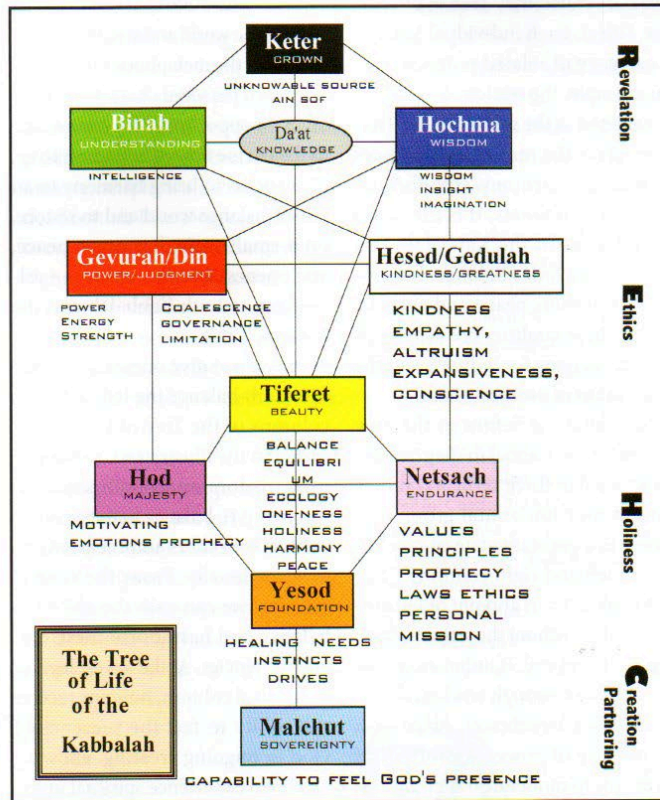 Keter
CROWN
UNKNOWABLE SOURCE
AIN SOF
Binah
UNDERSTANDING
INTELLIGENCE
Da'at
KNOWLEDGE
Hochma
WISDOM
WISDOM
INSIGHT
IMAGINATION
Revelation
Gevurah/Din
POWER/JUDGMENT
POWER
ENERGY
STRENGTH
COALESCENCE
GOVERNANCE
LIMITATION
Hesed/Gedulah
KINDNESS/GREATNESS
KINDNESS
EMPATHY,
ALTRUISM
EXPANSIVENESS,
CONSCIENCE
Ethics
Tiferet
BEAUTY
BALANCE
EQUILIBRI
UM
ECOLOGY
ONE-NESS
HARMONY
PEACE
Hod
MAJESTY
MOTIVATING
EMOTIONS PROPHECY
Netsach
ENDURANCE
VALUES
PRINCIPLES
PROPHECY
LAWS ETHICS
PERSONAL
MISSION
Holiness
Yesod
FOUNDATION
HEALING NEEDS
INSTINCTS
DRIVES
The Tree
of Life
of the
Kabbalah
Malchut
SOVEREIGNTY
CAPABILITY TO FEEL GOD'S PRESENCE
Creation
Partnering